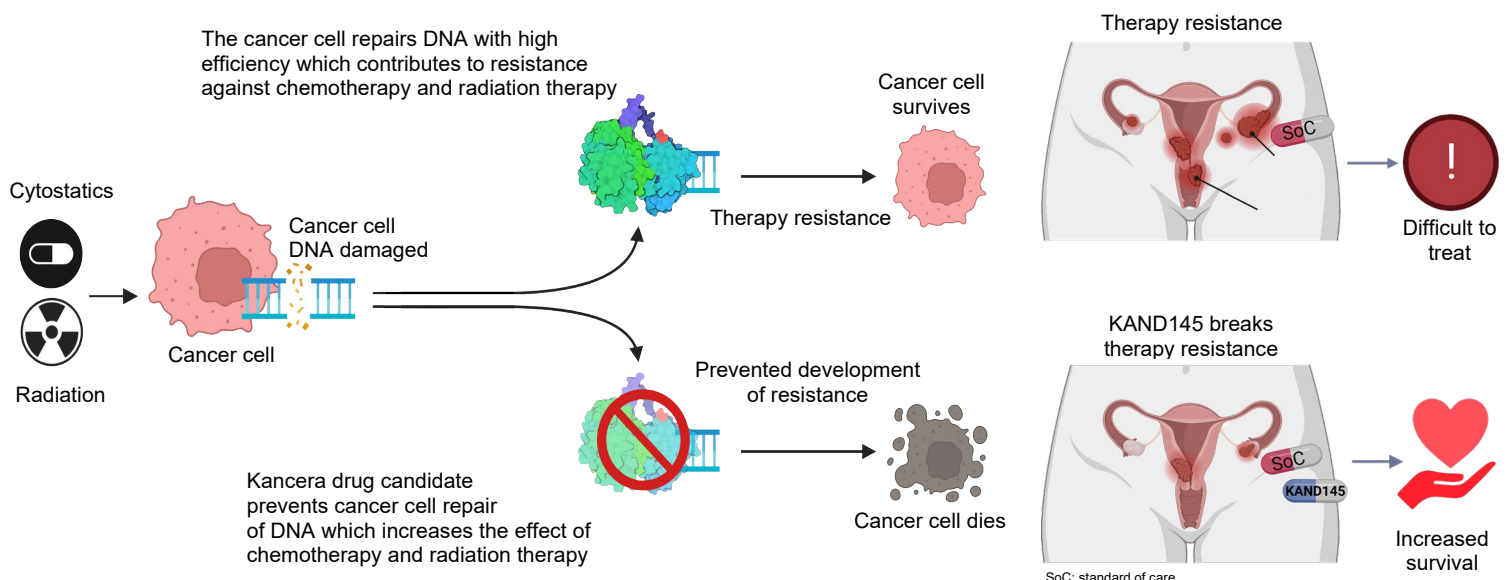 The cancer cell repairs DNA with high
efficiency which contributes to resistance
against chemotherapy and radiation therapy
Cytostatics
Radiation
Cancer cell
DNA damaged
Cancer cell
Cancer cell
survives
Therapy resistance
Therapy resistance
SoC
!
Difficult to
treat
Kancera drug candidate
prevents cancer cell repair
of DNA which increases the effect of
chemotherapy and radiation therapy
Prevented development
of resistance
Cancer cell dies
KAND145 breaks
therapy resistance
SoC
KAND145
Increased
survival
SoC: standard of care